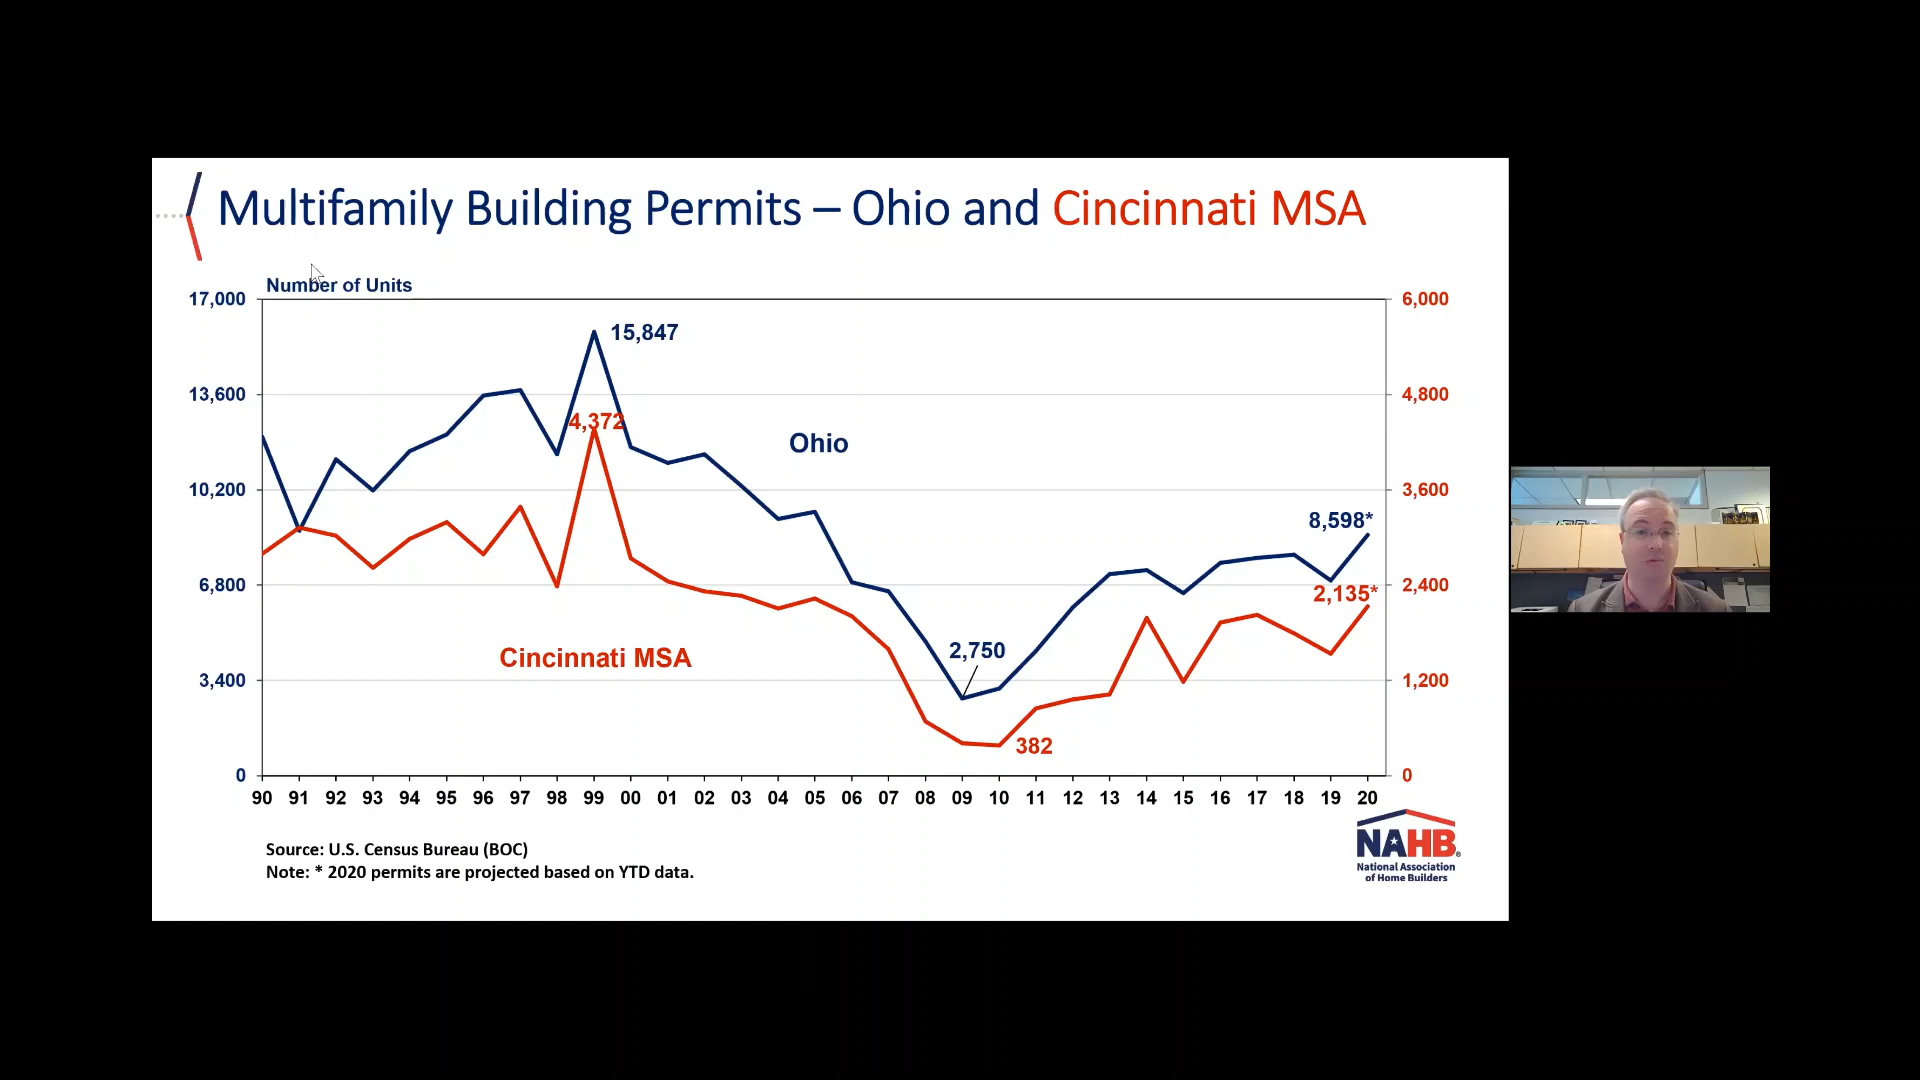 Multifamily Building Permits – Ohio and Cincinnati MSA
Number of Units
17,000
6,000
15,847
13,600
4,800
4,372
Ohio
10,200
3,600
8,598*
6,800
2,400
2,135*
2,750
Cincinnati MSA
3,400
1,200
382
0
0
90 91 92 93 94 95 96 97 98 99 00 01 02 03 04 05 06 07 08 09 10 11 12 13 14 15 16 17 18 19 20
Source: U.S. Census Bureau (BOC)
Note: * 2020 permits are projected based on YTD data.
NAHB®
National Association
of Home Builders